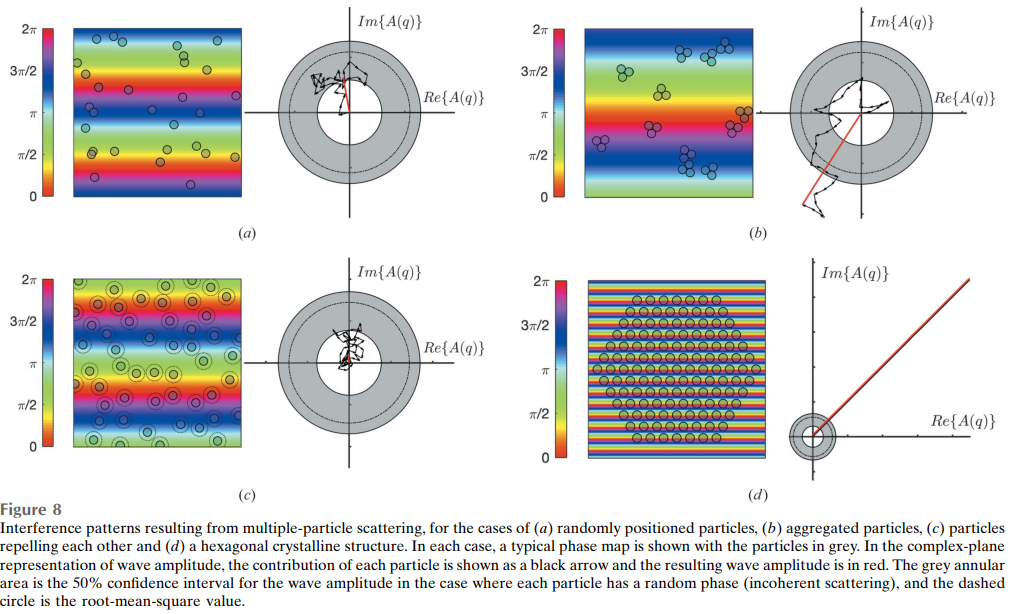 2π
3π/2
π
π/2
0
Im{A(q)}
Re{A(q)}
(a)
2π
3π/2
π
π/2
0
Im{A(q)}
Re{A(q)}
(b)
2π
3π/2
π
π/2
0
Im{A(q)}
Re{A(q)}
(c)
2π
3π/2
π
π/2
0
Im{A(q)}
Re{A(q)}
(d)
Figure 8
Interference patterns resulting from multiple-particle scattering, for the cases of (a) randomly positioned particles, (b) aggregated particles, (c) particles
repelling each other and (d) a hexagonal crystalline structure. In each case, a typical phase map is shown with the particles in grey. In the complex-plane
representation of wave amplitude, the contribution of each particle is shown as a black arrow and the resulting wave amplitude is in red. The grey annular
area is the 50% confidence interval for the wave amplitude in the case where each particle has a random phase (incoherent scattering), and the dashed
circle is the root-mean-square value.